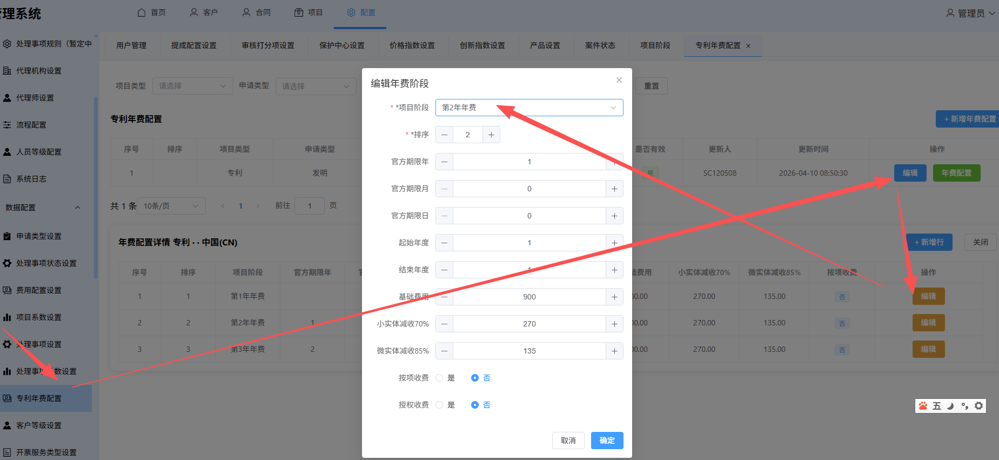 管理系统
首页 客户 合同 项目 配置
管理员
处理事项规则（暂定中
代理机构设置
代理师设置
流程配置
人员等级配置
系统日志
数据配置
申请类型设置
处理事项状态设置
费用配置设置
项目系数设置
处理事项设置
处理事项 数设置
专利年费配置
客户等级设置
开票服务类型设置
用户管理 提成配置设置 审核打分项设置 保护中心设置 价格指数设置 创新指数设置 产品设置 案件状态 项目阶段 专利年费配置 ×
项目类型 请选择 申请类型 请选择 重置
专利年费配置
+ 新增年费配置
序号 排序 项目类型 申请类型 是否有效 更新人 更新时间 操作
1 专利 发明 是 SC120508 2026-04-10 08:50:30 编辑 年费配置
共 1 条 10条/页 1 前往 1 页
年费配置详情 专利 · · 中国(CN)
+ 新增行 关闭
序号 排序 项目阶段 官方期限年 费用 小实体减收70% 微实体减收85% 按项收费 操作
1 1 第1年年费 00.00 270.00 135.00 否 编辑
2 2 第2年年费 1 00.00 270.00 135.00 否 编辑
3 3 第3年年费 2 00.00 270.00 135.00 否 编辑
编辑年费阶段
* *项目阶段 第2年年费
* *排序 2
官方期限年 1
官方期限月 0
官方期限日 0
起始年度 1
结束年度 1
基础费用 900
小实体减收70% 270
微实体减收85% 135
按项收费 是 否
授权收费 是 否
取消 确定
五